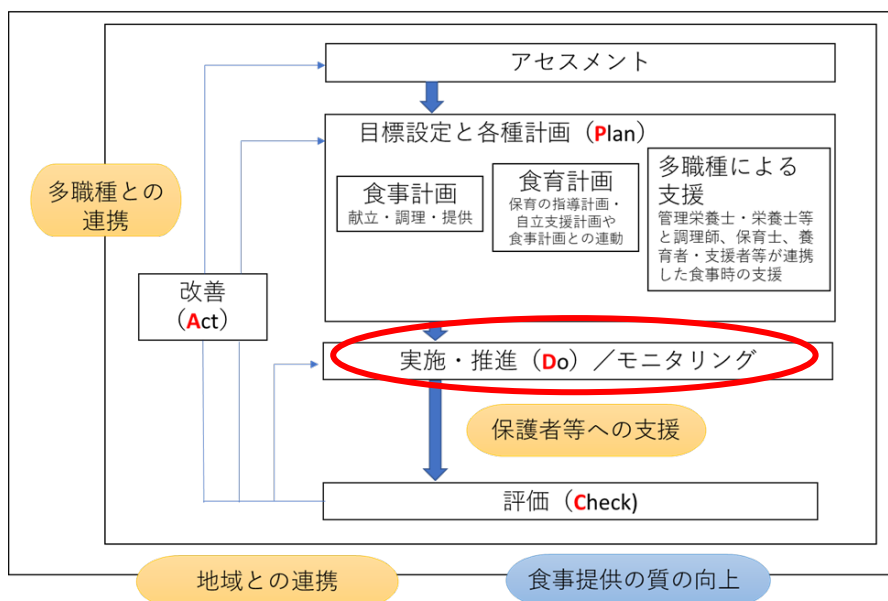 アセスメント
目標設定と各種計画（Plan）
食事計画
献立・調理・提供
食育計画
保育の指導計画・
自立支援計画や
食事計画との連動
多職種による
支援
管理栄養士・栄養士等
と調理師、保育士、養
育者・支援者等が連携
した食事時の支援
多職種との
連携
改善
（Act）
実施・推進（Do）／モニタリング
保護者等への支援
評価（Check)
地域との連携
食事提供の質の向上